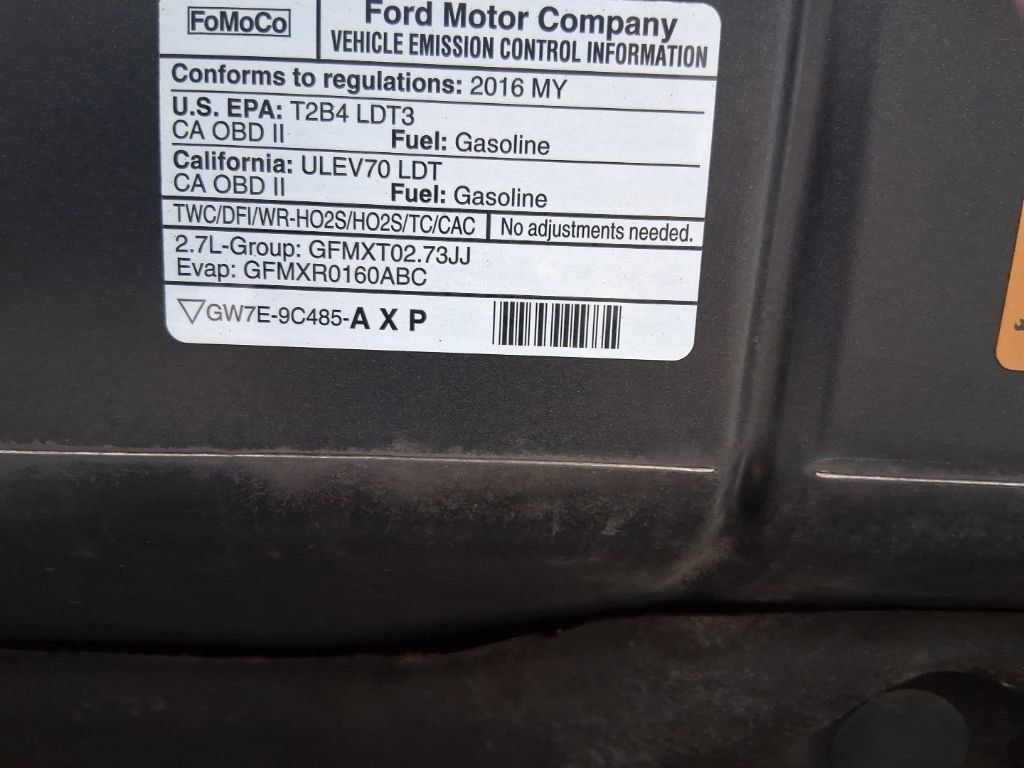 FoMoCo
Ford Motor Company
VEHICLE EMISSION CONTROL INFORMATION
Conforms to regulations: 2016 MY
U.S. EPA: T2B4 LDT3
CA OBD II Fuel: Gasoline
California: ULEV70 LDT
CA OBD II Fuel: Gasoline
TWC/DFI/WR-HO2S/HO2S/TC/CAC No adjustments needed.
2.7L-Group: GFMXT02.73JJ
Evap: GFMXR0160ABC
▽GW7E-9C485-A X P